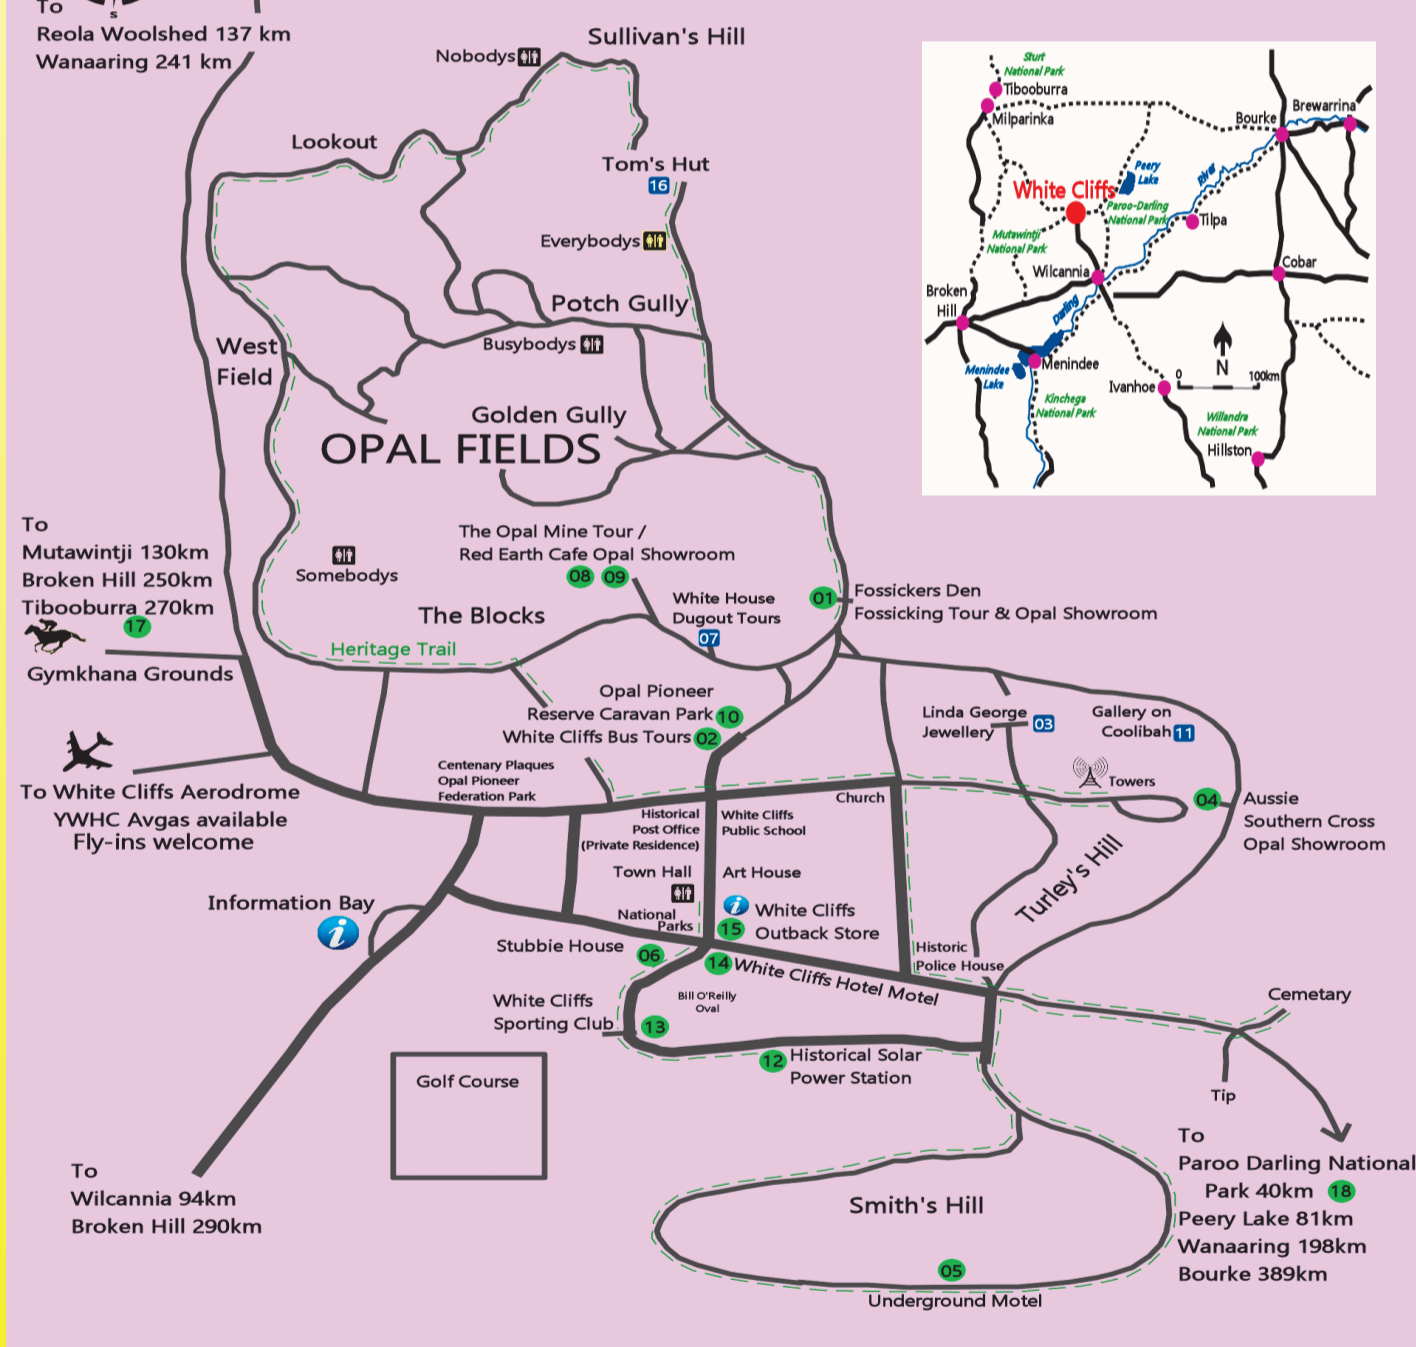 To
S
Reola Woolshed 137 km
Wanaaring 241 km
Sullivan's Hill
Nobodys
Lookout
Tom's Hut
16
Everybodys
Potch Gully
Busybodys
West
Field
Golden Gully
OPAL FIELDS
Sturt
National Park
Tibooburra
Milparinka
Bourke
Brewarrina
Peery
Lake
River
White Cliffs
Paroo-Darling
National Park
Tilpa
Mutawintji
National Park
Wilcannia
Cobar
Broken
Hill
Darling
N
0
100km
Menindee
Menindee
Lake
Ivanhoe
Kinchega
National Park
Willandra
National Park
Hillston
To
Mutawintji 130km
Broken Hill 250km
Tibooburra 270km
17
Gymkhana Grounds
The Opal Mine Tour /
Red Earth Cafe Opal Showroom
08 09
Somebodys
The Blocks
White House
Dugout Tours
07
01
Fossickers Den
Fossicking Tour & Opal Showroom
Heritage Trail
Opal Pioneer
Reserve Caravan Park 10
White Cliffs Bus Tours 02
Linda George
Jewellery
03
Gallery on
Coolibah 11
Centenary Plaques
Opal Pioneer
Federation Park
Towers
To White Cliffs Aerodrome
YWHC Avgas available
Fly-ins welcome
Church
04
Aussie
Southern Cross
Opal Showroom
Historical
Post Office
(Private Residence)
White Cliffs
Public School
Town Hall
Art House
Turley's Hill
Information Bay
i
National
Parks
i
15
White Cliffs
Outback Store
Stubbie House 06
14 White Cliffs Hotel Motel
Historic
Police House
Bill O'Reilly
Oval
White Cliffs
Sporting Club
13
Cemetary
12
Historical Solar
Power Station
Golf Course
Tip
To
Wilcannia 94km
Broken Hill 290km
To
Paroo Darling National
Park 40km 18
Peery Lake 81km
Wanaaring 198km
Bourke 389km
Smith's Hill
05
Underground Motel